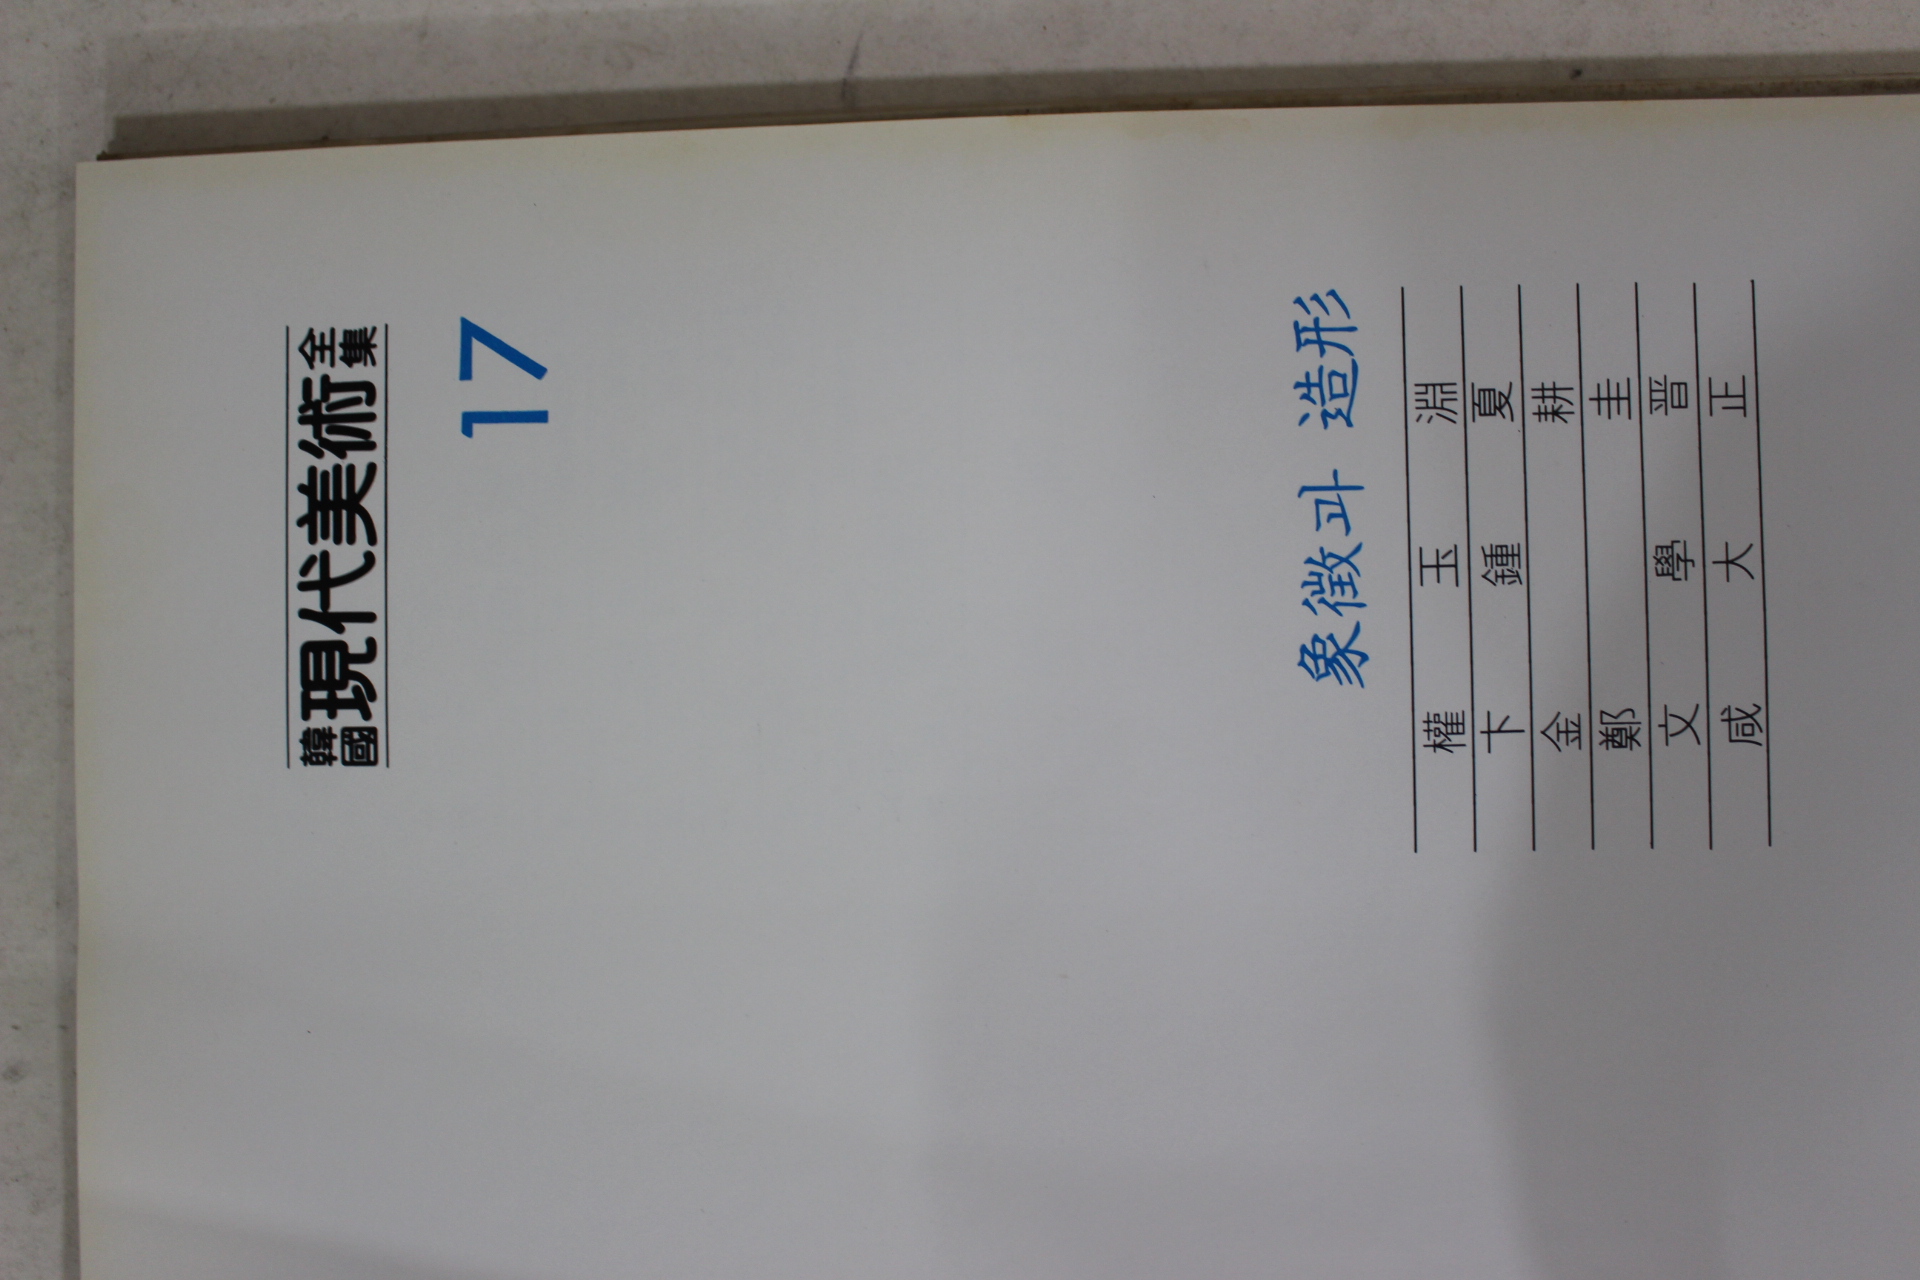 韓國現代美術全集
17
象徵과 造形
權玉淵
卞鍾夏
金耕
鄭圭
文學晋
咸大正